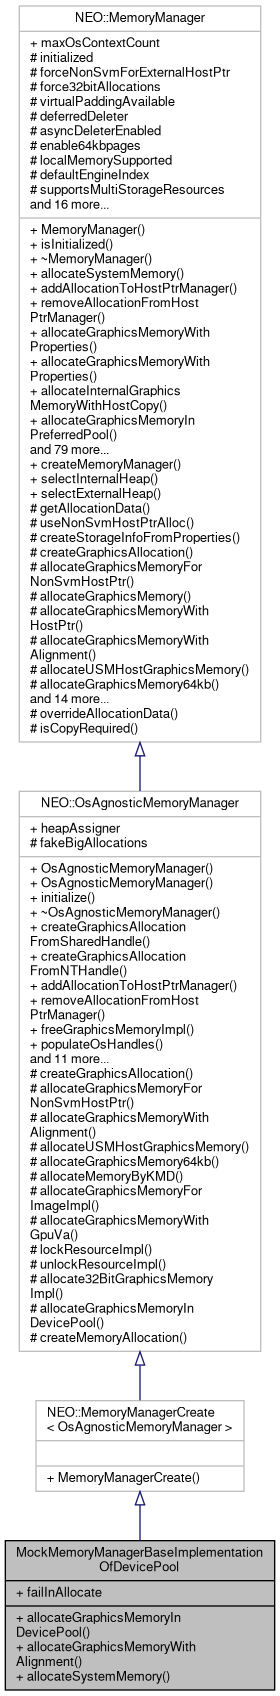 NEO::MemoryManager
+ maxOsContextCount
# initialized
# forceNonSvmForExternalHostPtr
# force32bitAllocations
# virtualPaddingAvailable
# deferredDeleter
# asyncDeleterEnabled
# enable64kbpages
# localMemorySupported
# defaultEngineIndex
# supportsMultiStorageResources
and 16 more...
+ MemoryManager()
+ isInitialized()
+ ~MemoryManager()
+ allocateSystemMemory()
+ addAllocationToHostPtrManager()
+ removeAllocationFromHost
PtrManager()
+ allocateGraphicsMemoryWith
Properties()
+ allocateGraphicsMemoryWith
Properties()
+ allocateInternalGraphics
MemoryWithHostCopy()
+ allocateGraphicsMemoryIn
PreferredPool()
and 79 more...
+ createMemoryManager()
+ selectInternalHeap()
+ selectExternalHeap()
# getAllocationData()
# useNonSvmHostPtrAlloc()
# createStorageInfoFromProperties()
# createGraphicsAllocation()
# allocateGraphicsMemoryFor
NonSvmHostPtr()
# allocateGraphicsMemory()
# allocateGraphicsMemoryWith
HostPtr()
# allocateGraphicsMemoryWith
Alignment()
# allocateUSMHostGraphicsMemory()
# allocateGraphicsMemory64kb()
and 14 more...
# overrideAllocationData()
# isCopyRequired()
NEO::OsAgnosticMemoryManager
+ heapAssigner
# fakeBigAllocations
+ OsAgnosticMemoryManager()
+ OsAgnosticMemoryManager()
+ initialize()
+ ~OsAgnosticMemoryManager()
+ createGraphicsAllocation
FromSharedHandle()
+ createGraphicsAllocation
FromNTHandle()
+ addAllocationToHostPtrManager()
+ removeAllocationFromHost
PtrManager()
+ freeGraphicsMemoryImpl()
+ populateOsHandles()
and 11 more...
# createGraphicsAllocation()
# allocateGraphicsMemoryFor
NonSvmHostPtr()
# allocateGraphicsMemoryWith
Alignment()
# allocateUSMHostGraphicsMemory()
# allocateGraphicsMemory64kb()
# allocateMemoryByKMD()
# allocateGraphicsMemoryFor
ImageImpl()
# allocateGraphicsMemoryWith
GpuVa()
# lockResourceImpl()
# unlockResourceImpl()
# allocate32BitGraphicsMemory
Impl()
# allocateGraphicsMemoryIn
DevicePool()
# createMemoryAllocation()
NEO::MemoryManagerCreate
< OsAgnosticMemoryManager >
+ MemoryManagerCreate()
MockMemoryManagerBaseImplementation
OfDevicePool
+ failInAllocate
+ allocateGraphicsMemoryIn
DevicePool()
+ allocateGraphicsMemoryWith
Alignment()
+ allocateSystemMemory()